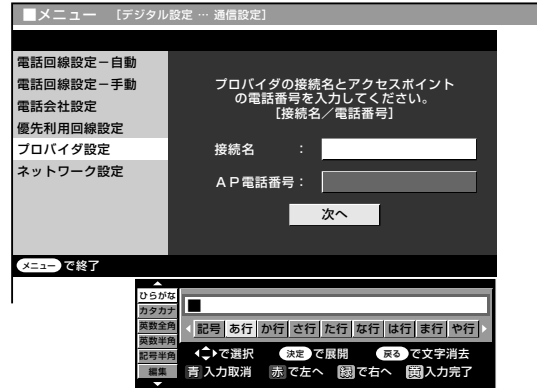 メニュー [デジタル設定 … 通信設定]
電話回線設定－自動
電話回線設定－手動
電話会社設定
優先利用回線設定
プロバイダ設定
ネットワーク設定
プロバイダの接続名とアクセスポイント
の電話番号を入力してください。
[接続名／電話番号]
接続名 :
ＡＰ電話番号 :
次へ
メニュー で終了
ひらがな
カタカナ
英数全角
英数半角
記号半角
編集
記号 あ行 か行 さ行 た行 な行 は行 ま行 や行
で選択 決定 で展開 戻る で文字消去
青 入力取消 赤 で左へ 緑 で右へ 黄 入力完了